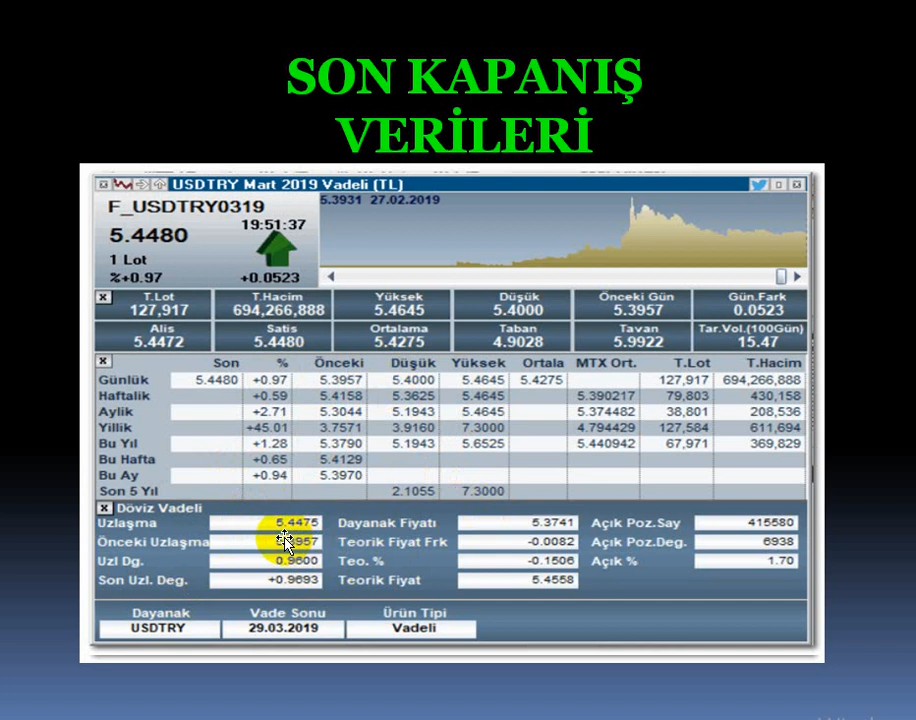 SON KAPANIŞ
VERİLERİ
USDTRY Mart 2019 Vadeli (TL)
F_USDTRY0319
5.3931 27.02.2019
19:51:37
5.4480
1 Lot
%+0.97 +0.0523
T.Lot T.Hacim Yüksek Düşük Önceki Gün Gün.Fark
127,917 694,266,888 5.4645 5.4000 5.3957 0.0523
Alis Satis Ortalama Taban Tavan Tar.Vol.(100Gün)
5.4472 5.4480 5.4275 4.9028 5.9922 15.47
Son % Önceki Düşük Yüksek Ortala MTX Ort. T.Lot T.Hacim
Günlük 5.4480 +0.97 5.3957 5.4000 5.4645 5.4275 127,917 694,266,888
Haftalik +0.59 5.4158 5.3625 5.4645 5.390217 79,803 430,158
Aylik +2.71 5.3044 5.1943 5.4645 5.374482 38,801 208,536
Yillik +45.01 3.7571 3.9160 7.3000 4.794429 127,584 611,694
Bu Yıl +1.28 5.3790 5.1943 5.6525 5.440942 67,971 369,829
Bu Hafta +0.65 5.4129
Bu Ay +0.94 5.3970
Son 5 Yıl 2.1055 7.3000
Döviz Vadeli
Uzlaşma 5.4475 Dayanak Fiyatı 5.3741 Açık Poz.Say 415580
Önceki Uzlaşma Teorik Fiyat Frk -0.0082 Açık Poz.Deg. 6938
Uzl Dg. 0.9600 Teo. % -0.1506 Açık % 1.70
Son Uzl. Deg. +0.9693 Teorik Fiyat 5.4558
Dayanak Vade Sonu Ürün Tipi
USDTRY 29.03.2019 Vadeli